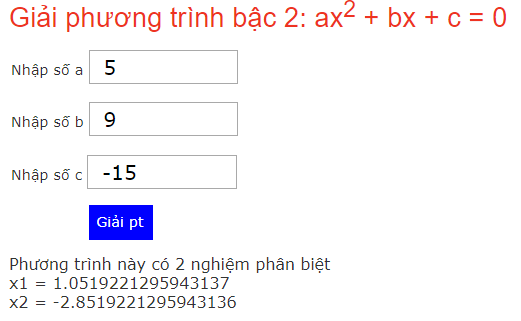 Giải phương trình bậc 2: ax² + bx + c = 0
Nhập số a 5
Nhập số b 9
Nhập số c -15
Giải pt
Phương trình này có 2 nghiệm phân biệt
x1 = 1.0519221295943137
x2 = -2.8519221295943136